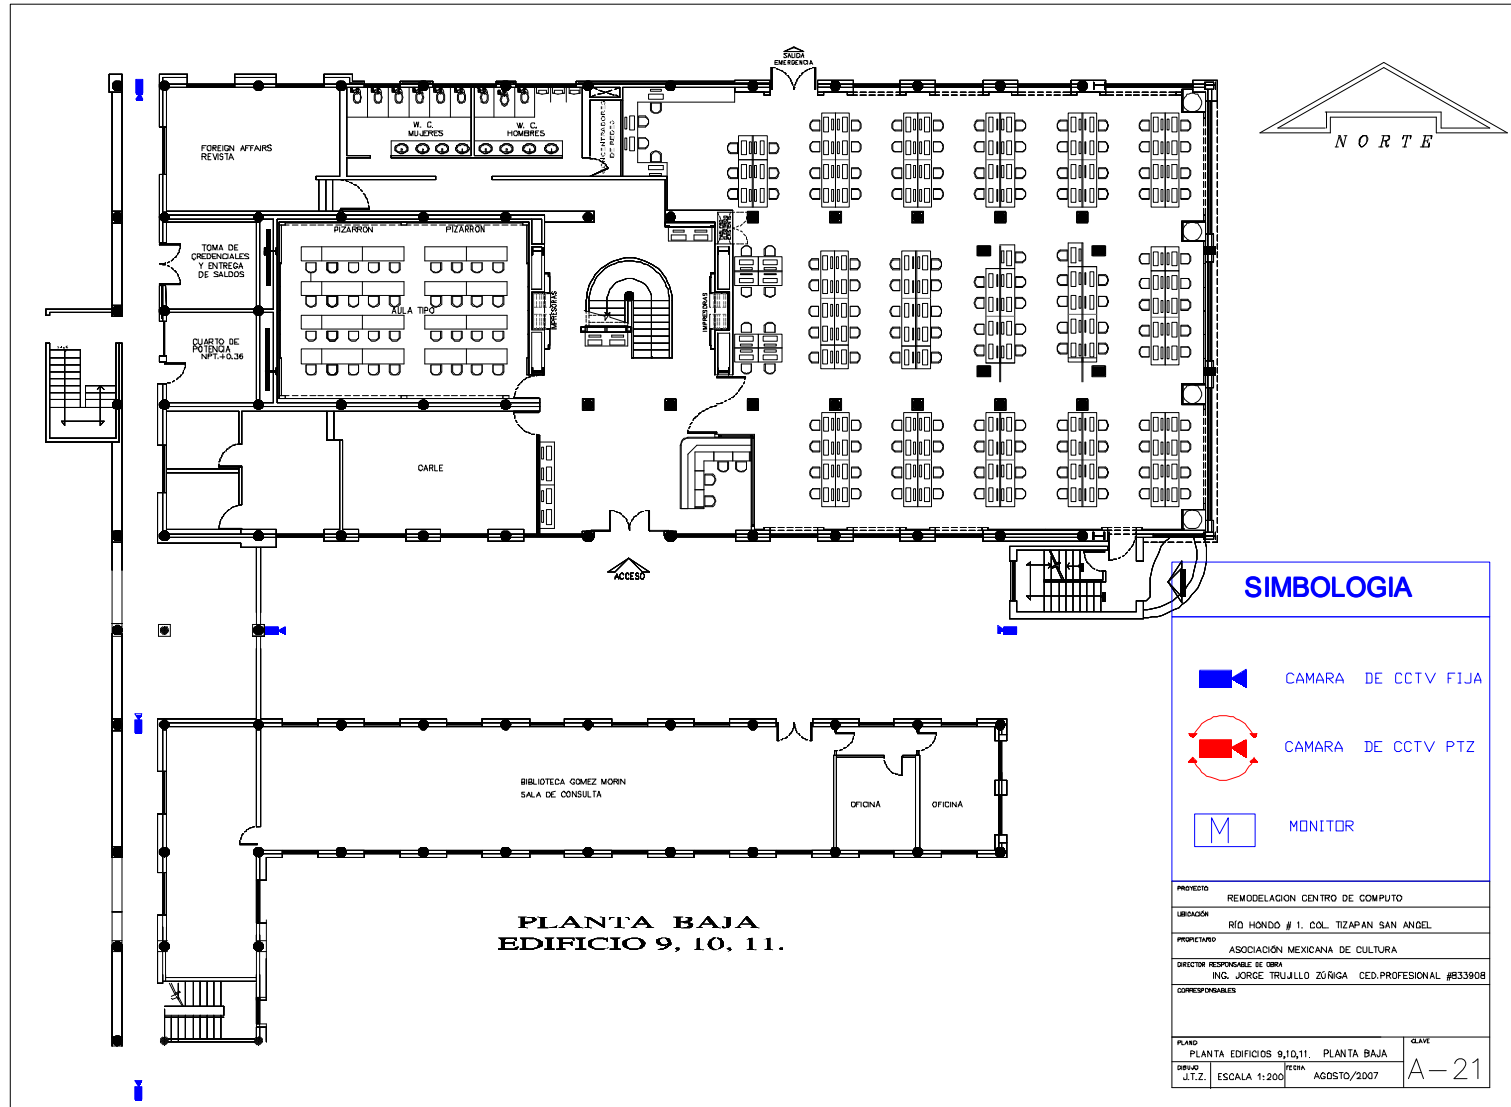 SALIDA
EMERGENCIA
NORTE
W. C.
MUJERES
W. C.
HOMBRES
CONCENTRADORES
DE REDES
FOREIGN AFFAIRS
REVISTA
PIZARRON
PIZARRON
TOMA DE
CREDENCIALES
Y ENTREGA
DE SALDOS
AULA TIPO
IMPRESORAS
IMPRESORAS
CUARTO DE
POTENCIA
NPT.+0.36
CARLE
ACCESO
SIMBOLOGIA
CAMARA DE CCTV FIJA
CAMARA DE CCTV PTZ
M
MONITOR
BIBLIOTECA GOMEZ MORIN
SALA DE CONSULTA
OFICINA
OFICINA
PLANTA BAJA
EDIFICIO 9, 10, 11.
PROYECTO
REMODELACION CENTRO DE COMPUTO
UBICACIÓN
RÍO HONDO # 1, COL. TIZAPAN SAN ANGEL
PROPIETARIO
ASOCIACIÓN MEXICANA DE CULTURA
DIRECTOR RESPONSABLE DE OBRA
ING. JORGE TRUJILLO ZÚÑIGA CED.PROFESIONAL #833908
CORRESPONSABLES
PLANO
PLANTA EDIFICIOS 9,10,11. PLANTA BAJA
CLAVE
A-21
DIBUJO
J.T.Z.
ESCALA 1:200
FECHA
AGOSTO/2007